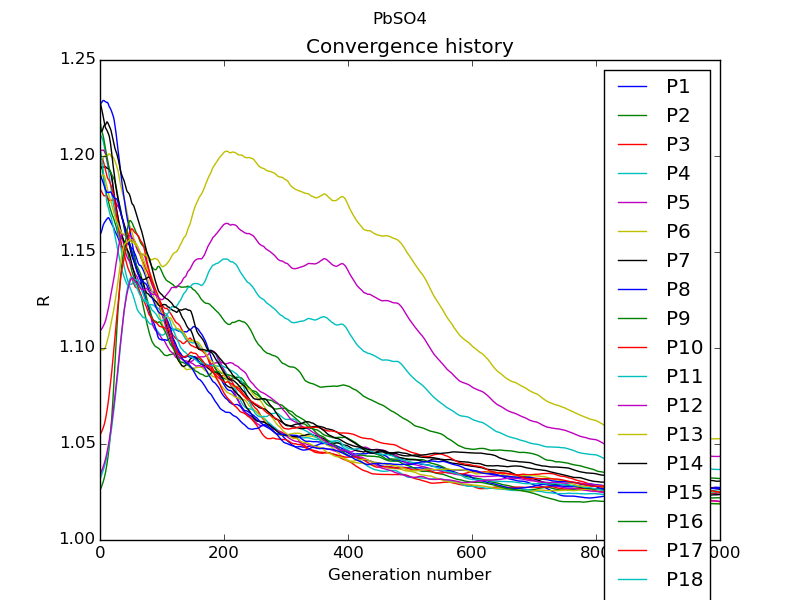 PbSO4
Convergence history
1.25
1.20
1.15
1.10
1.05
1.00
R
0
200
400
600
80
000
Generation number
P1
P2
P3
P4
P5
P6
P7
P8
P9
P10
P11
P12
P13
P14
P15
P16
P17
P18